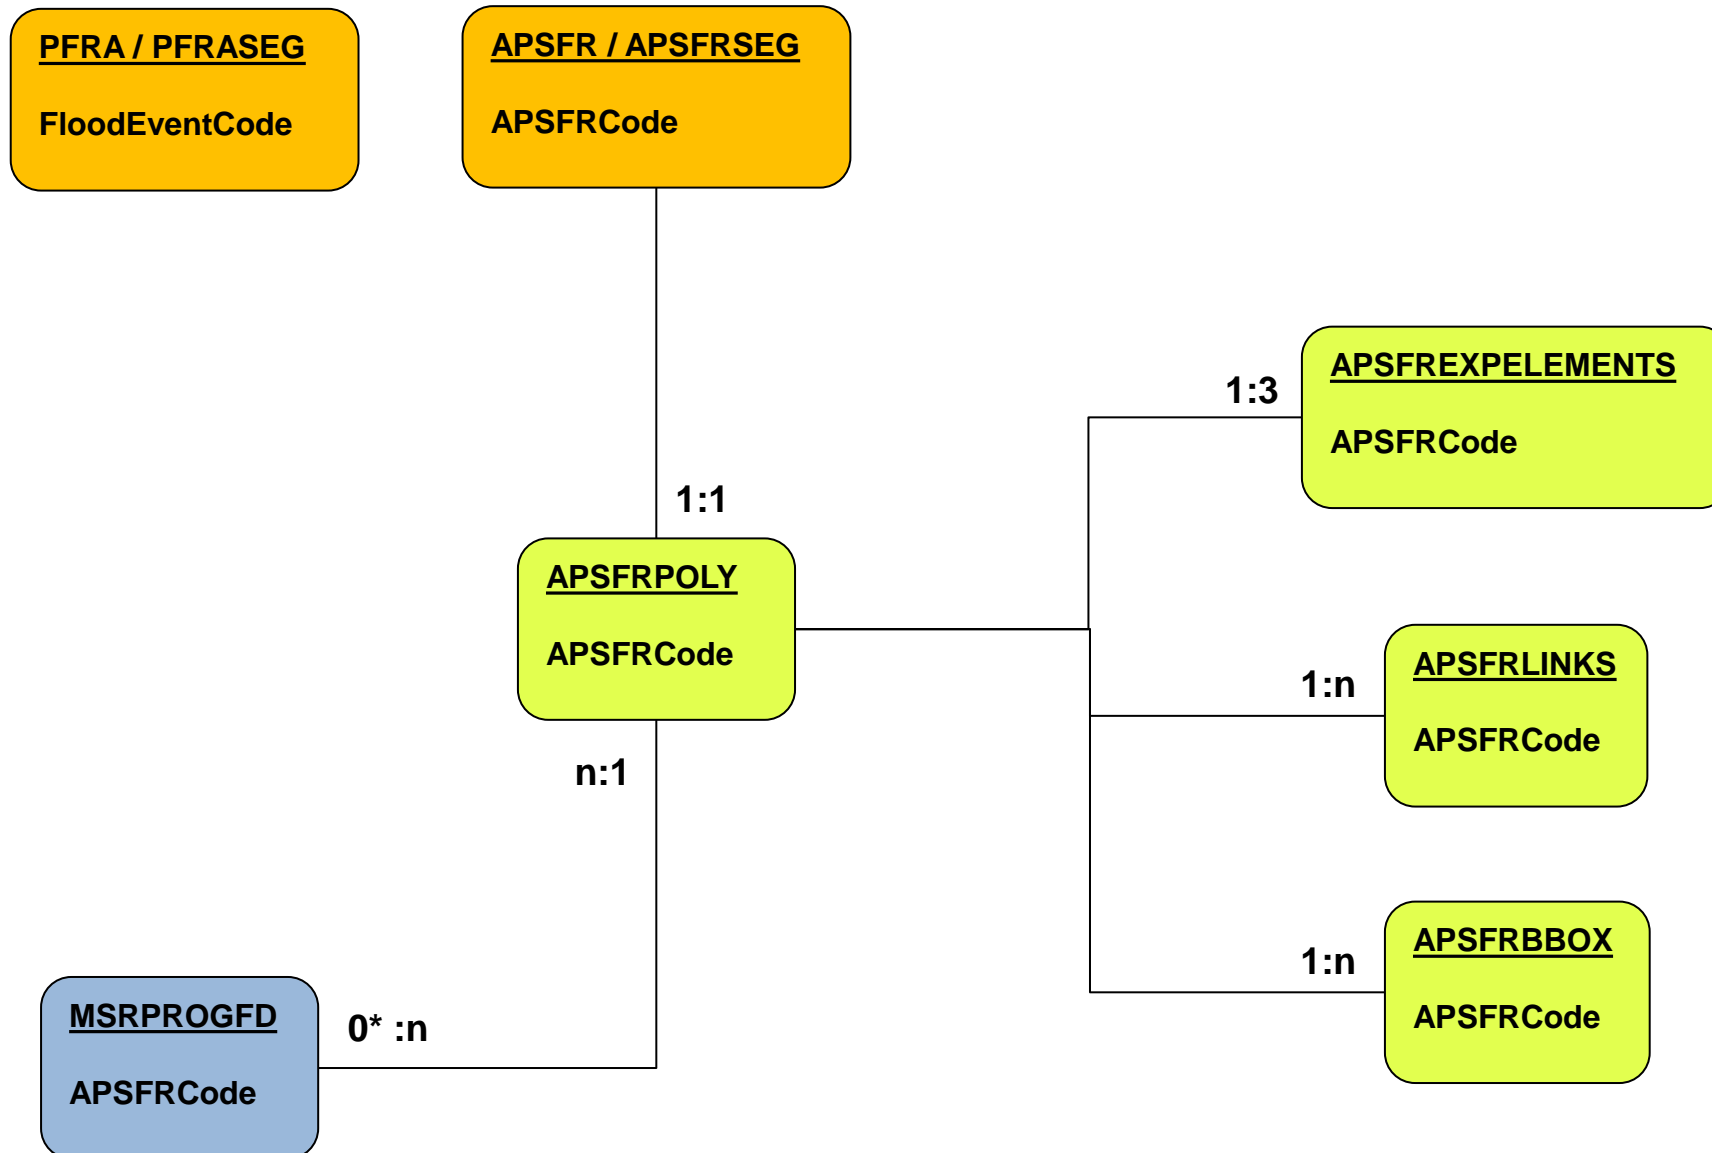 PFRA / PFRASEG
FloodEventCode
APSFR / APSFRSEG
APSFRCode
1:3
APSFREXPELEMENTS
APSFRCode
1:1
APSFRPOLY
APSFRCode
1:n
APSFRLINKS
APSFRCode
n:1
1:n
APSFRBBOX
APSFRCode
MSRPROGFD
APSFRCode
0* :n